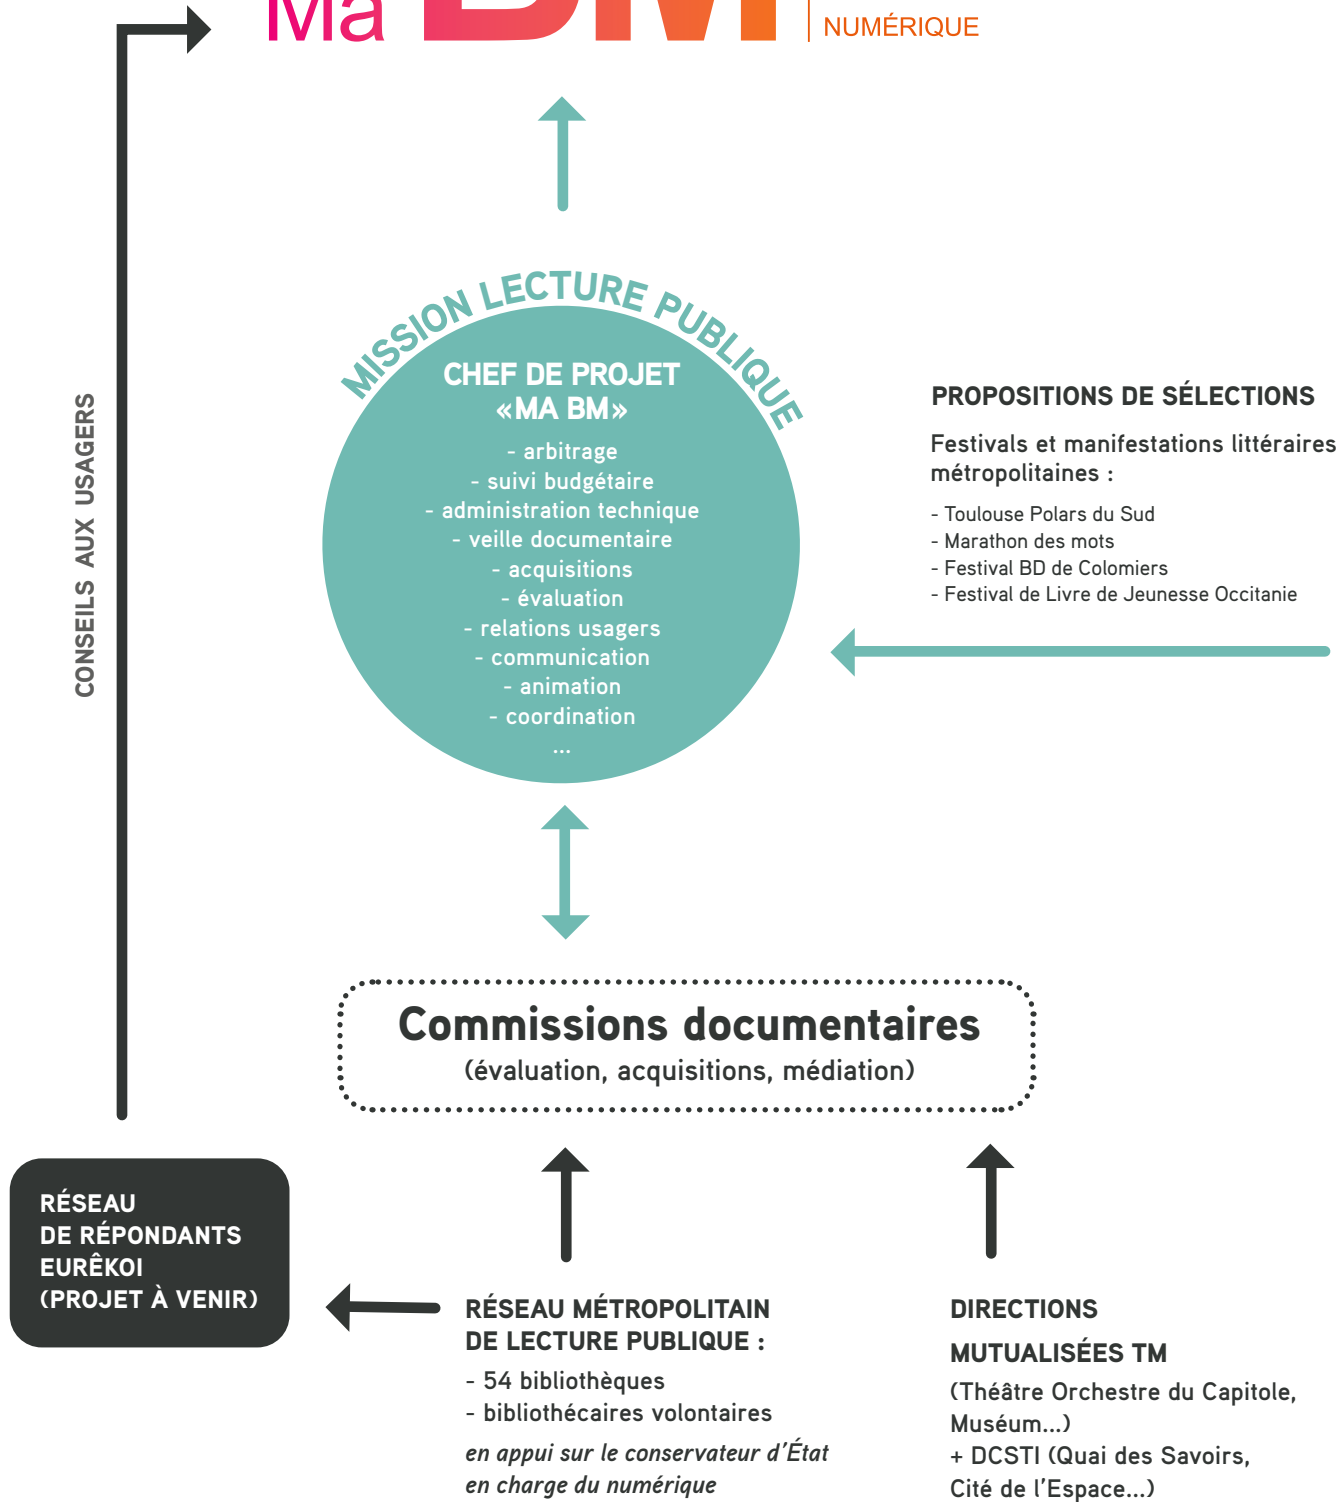 Ma BM
NUMÉRIQUE
MISSION LECTURE PUBLIQUE
CHEF DE PROJET
«MA BM»
- arbitrage
- suivi budgétaire
- administration technique
- veille documentaire
- acquisitions
- évaluation
- relations usagers
- communication
- animation
- coordination
...
CONSEILS AUX USAGERS
PROPOSITIONS DE SÉLECTIONS
Festivals et manifestations littéraires
métropolitaines :
- Toulouse Polars du Sud
- Marathon des mots
- Festival BD de Colomiers
- Festival de Livre de Jeunesse Occitanie
Commissions documentaires
(évaluation, acquisitions, médiation)
RÉSEAU
DE RÉPONDANTS
EURÊKOI
(PROJET À VENIR)
RÉSEAU MÉTROPOLITAIN
DE LECTURE PUBLIQUE :
- 54 bibliothèques
- bibliothécaires volontaires
en appui sur le conservateur d'État
en charge du numérique
DIRECTIONS
MUTUALISÉES TM
(Théâtre Orchestre du Capitole,
Muséum...)
+ DCSTI (Quai des Savoirs,
Cité de l'Espace...)